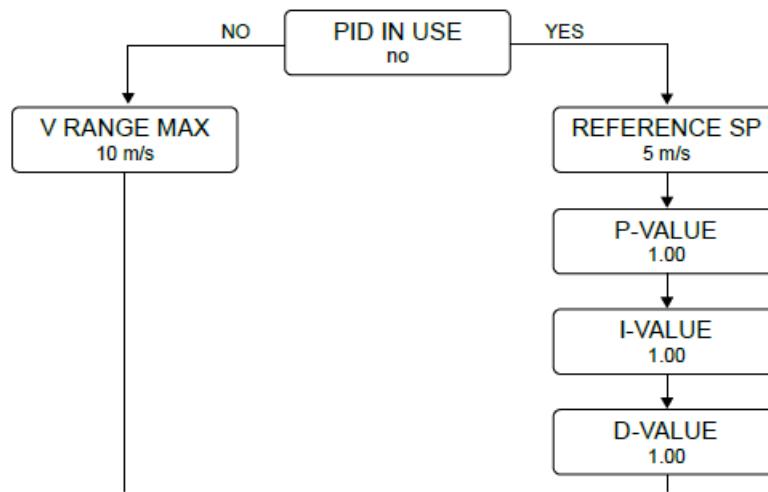 PID IN USE
no
NO
YES
V RANGE MAX
10 m/s
REFERENCE SP
5 m/s
P-VALUE
1.00
I-VALUE
1.00
D-VALUE
1.00